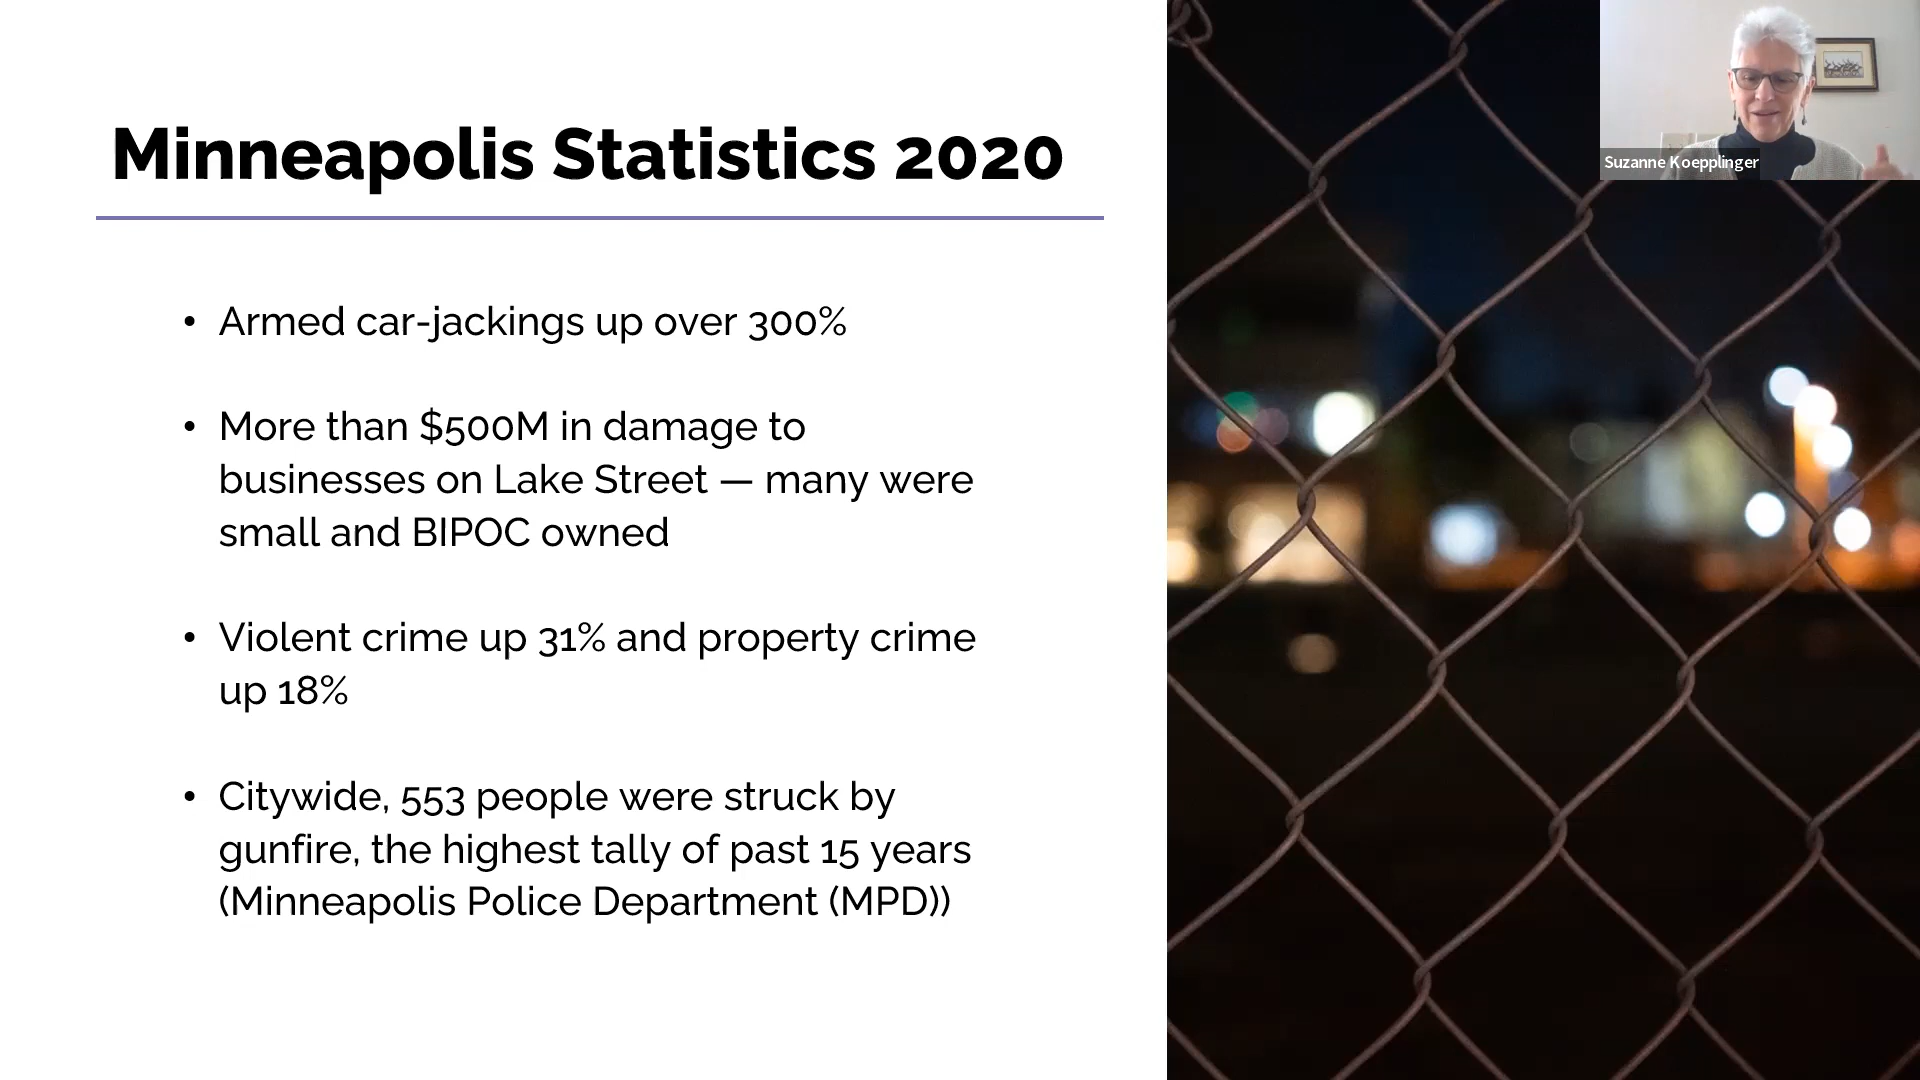 Minneapolis Statistics 2020
Suzanne Koepplinger
• Armed car-jackings up over 300%
• More than $500M in damage to
businesses on Lake Street — many were
small and BIPOC owned
• Violent crime up 31% and property crime
up 18%
• Citywide, 553 people were struck by
gunfire, the highest tally of past 15 years
(Minneapolis Police Department (MPD))